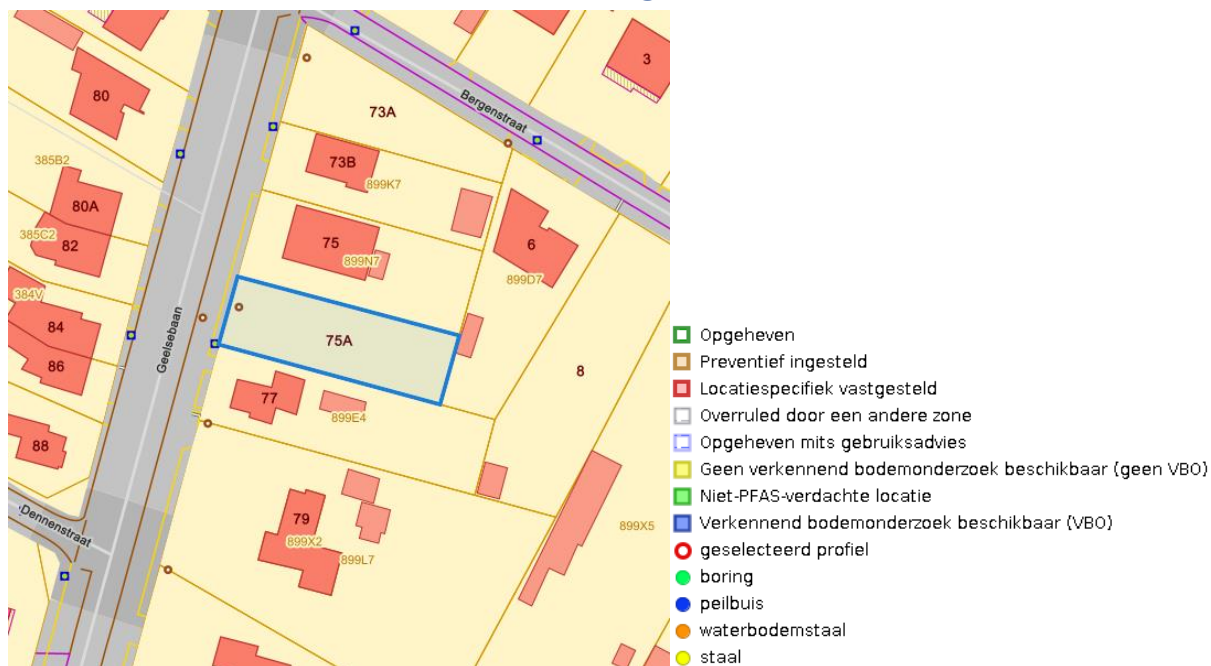 80
73A
3
Bergenstraat
385B2
73B
899K7
80A
385C2
82
75
899N7
6
899D7
384V
84
86
Geelsebaan
75A
8
77
899E4
88
Dennenstraat
79
899X2
899L7
899X5
Opgeheven
Preventief ingesteld
Locatiespecifiek vastgesteld
Overruled door een andere zone
Opgeheven mits gebruiksadvies
Geen verkennend bodemonderzoek beschikbaar (geen VBO)
Niet-PFAS-verdachte locatie
Verkennend bodemonderzoek beschikbaar (VBO)
geselecteerd profiel
boring
peilbuis
waterbodemstaal
staal